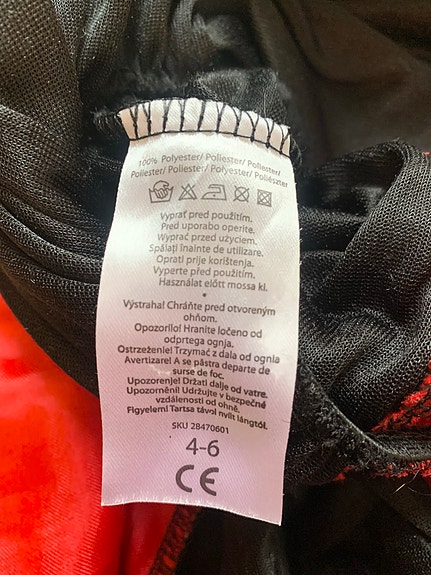 100% Polyester/ Poliester/ Poliester/
Poliester/ Poliester/ Polyester/ Poliészter
Vyprať pred použitím.
Pred uporabo operite.
Wyprać przed użyciem.
Spălați înainte de utilizare.
Oprati prije korištenja.
Vyperte před použitím.
Használat előtt mossa ki.
•
Výstraha! Chráňte pred otvoreným
ohňom.
Opozorilo! Hranite ločeno od
odprtega ognja.
Ostrzeżenie! Trzymać z dala od ognia
Avertizare! A se păstra departe de
surse de foc.
Upozorenje! Držati dalje od vatre.
Upozornění! Udržujte v bezpečné
vzdálenosti od ohně.
Figyelem! Tartsa távol nyílt lángtól.
SKU 28470601
4-6
CE